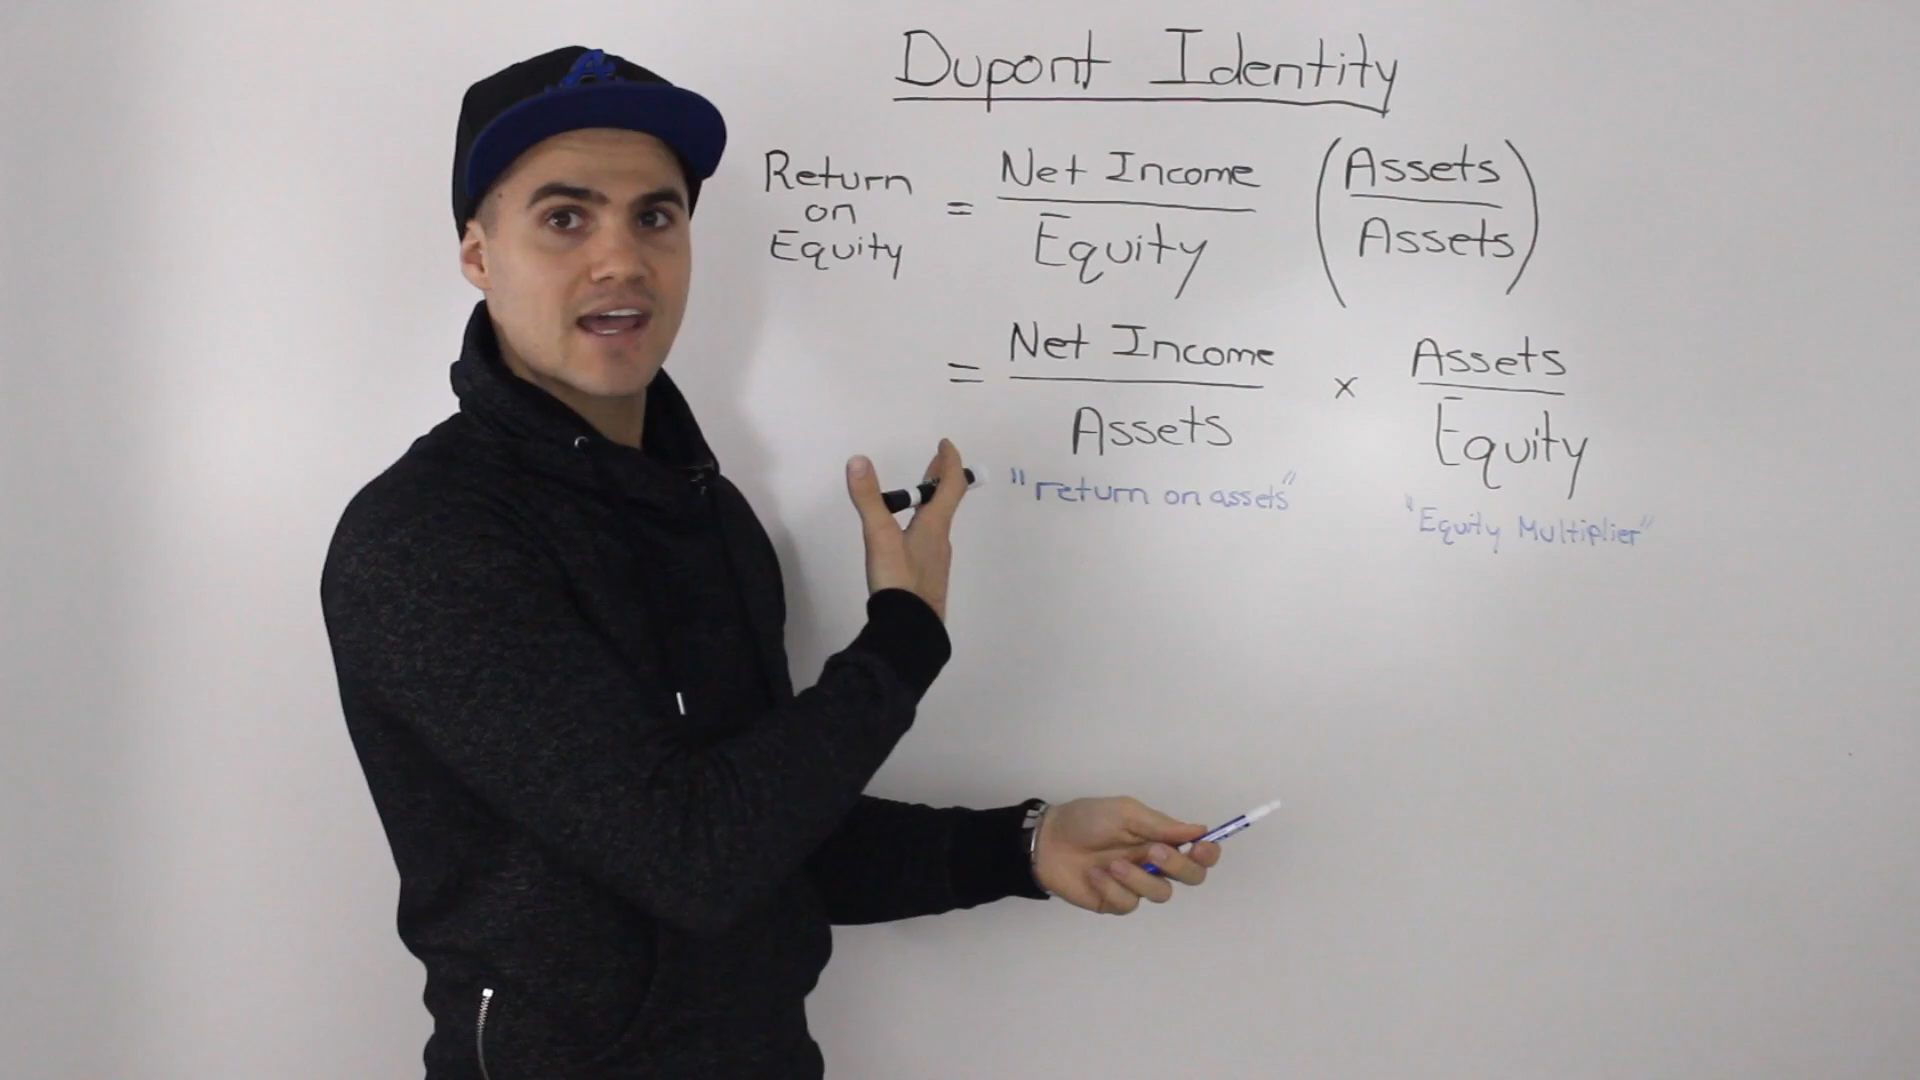 Dupont Identity
Return on Equity = Net Income / Equity (Assets / Assets)
= Net Income / Assets x Assets / Equity
"return on assets"
"Equity Multiplier"
A